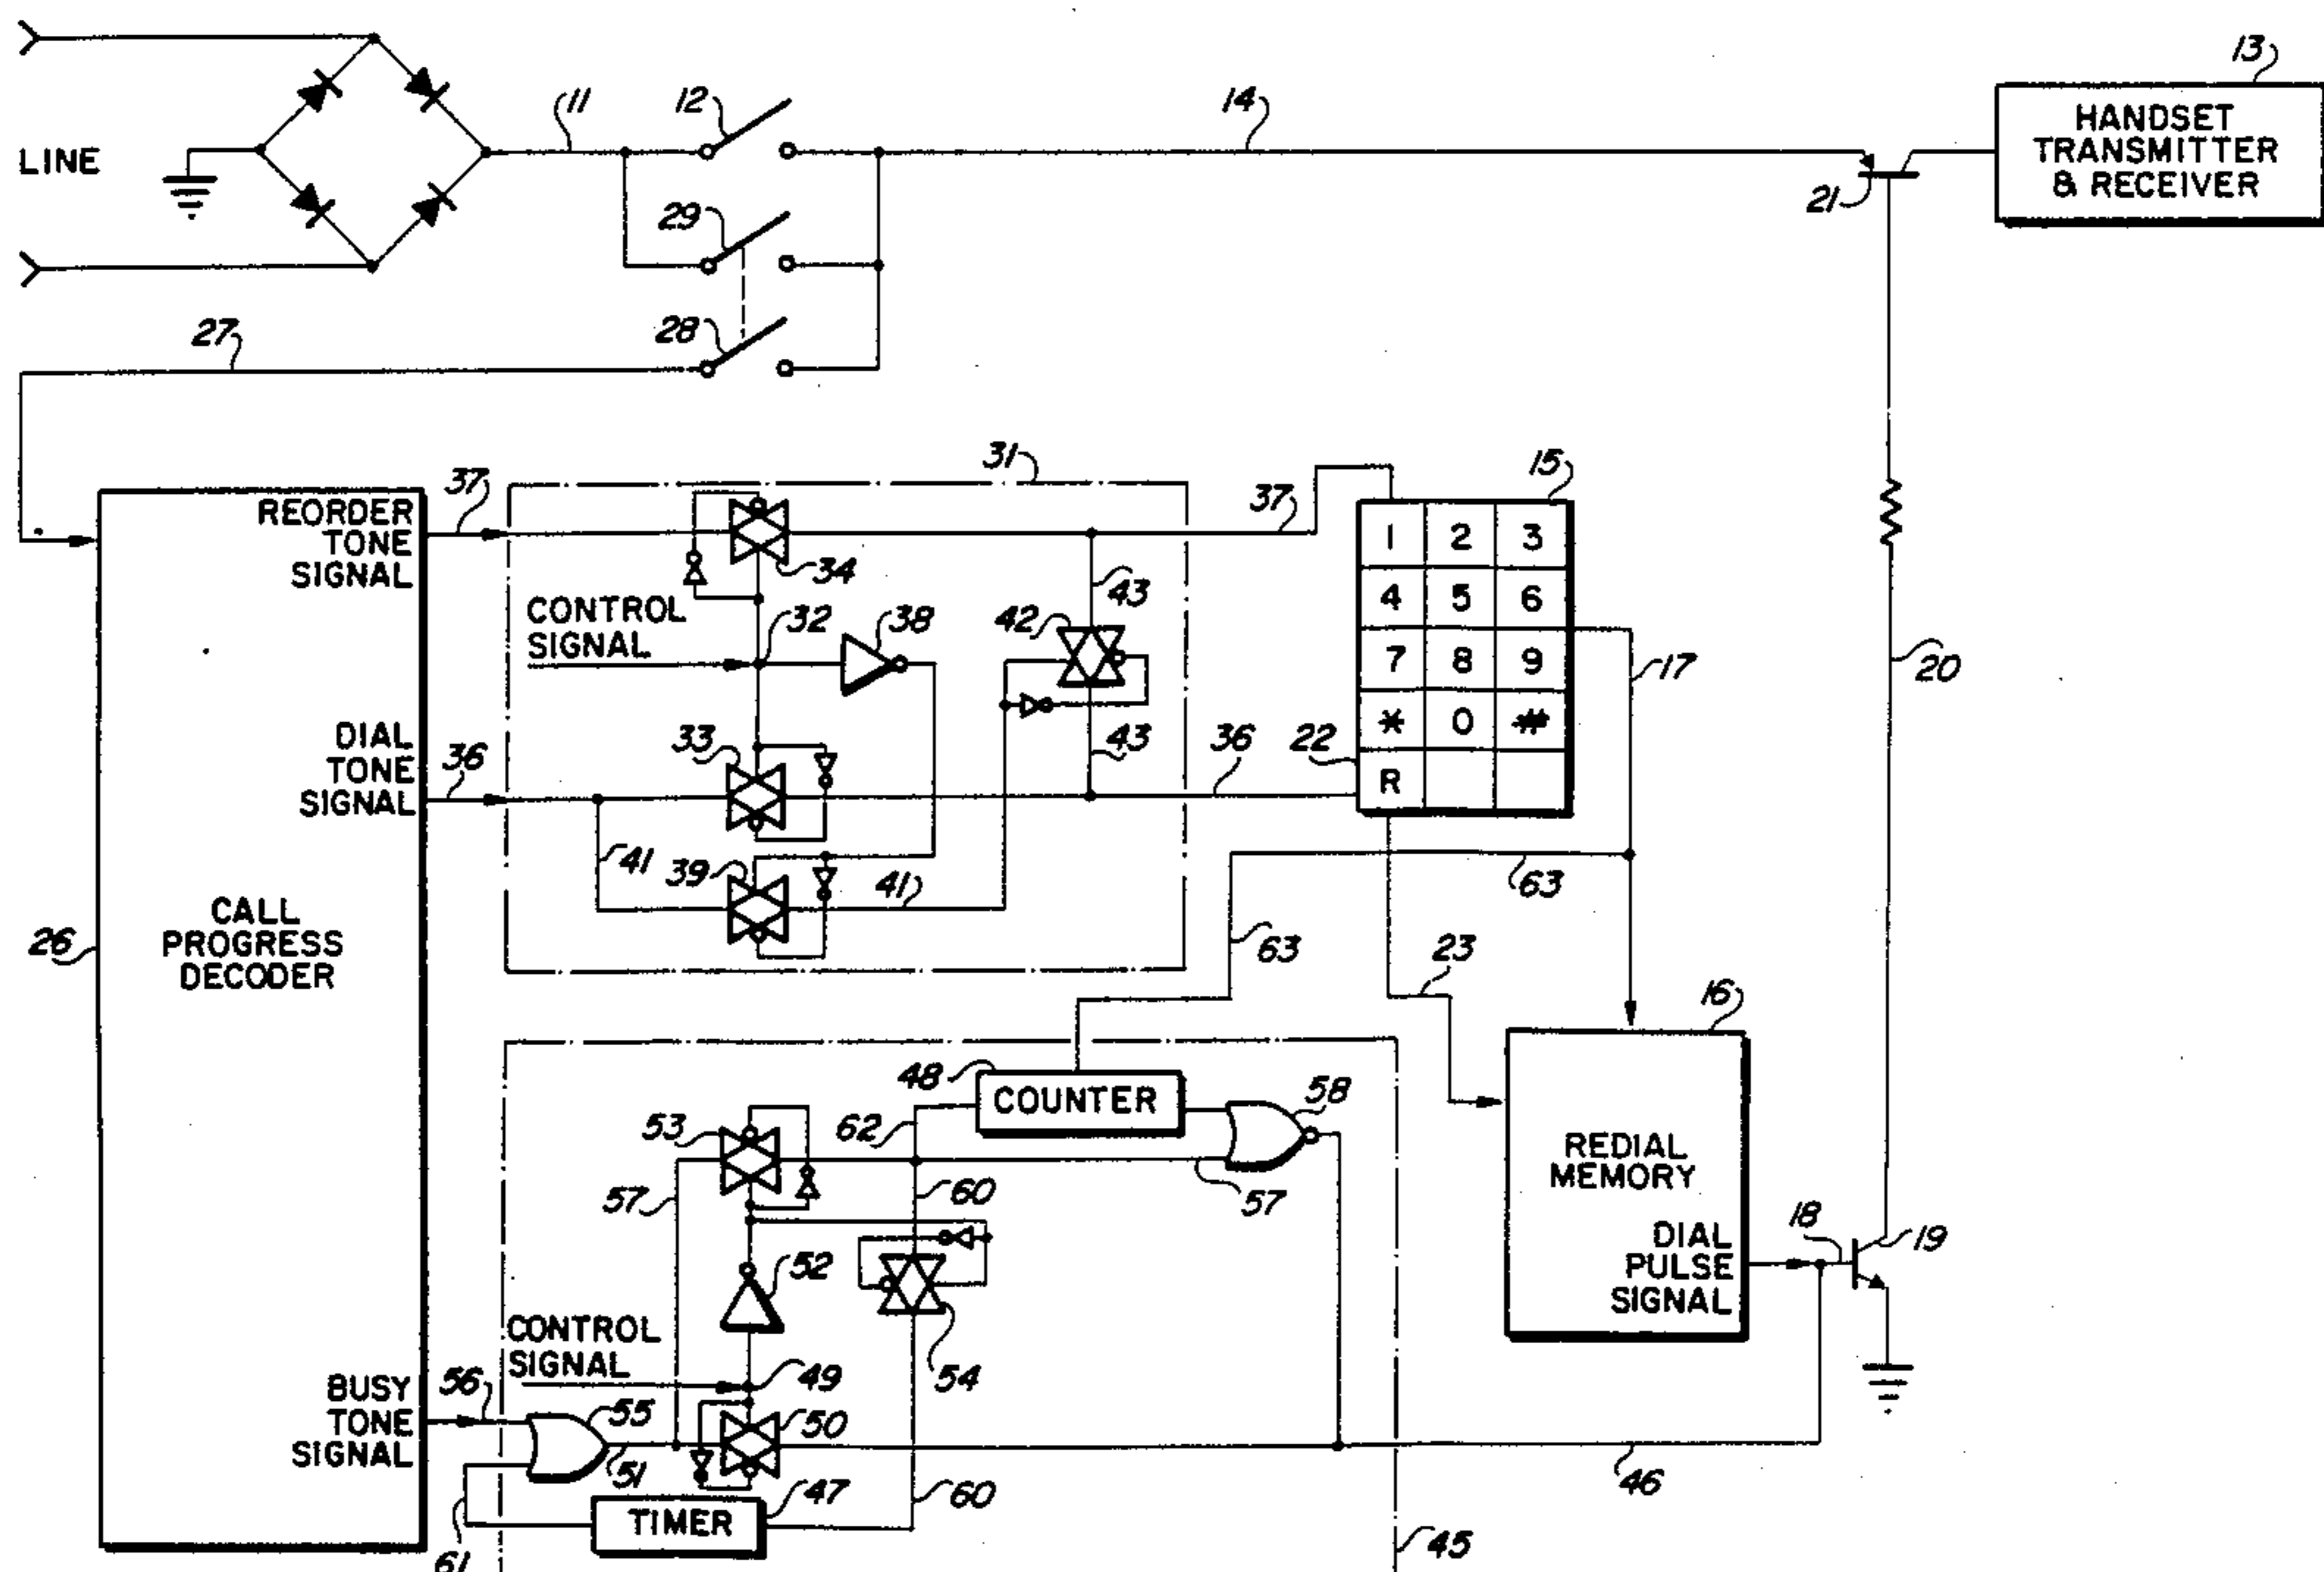 13
HANDSET
TRANSMITTER
& RECEIVER
11
12
14
LINE
21
29
28
27
20
31
15
37
REORDER
TONE
SIGNAL
34
37
43
1 2 3
4 5 6
7 8 9
* 0 #
R
CONTROL
SIGNAL
32
38
42
17
DIAL
TONE
SIGNAL
36
33
43
36
22
41
39
41
63
26
CALL
PROGRESS
DECODER
63
23
16
REDIAL
MEMORY
DIAL
PULSE
SIGNAL
18
19
48
COUNTER
58
53
62
60
57
57
52
54
CONTROL
SIGNAL
49
BUSY
TONE
SIGNAL
56
55
50
51
46
47
TIMER
60
61
45